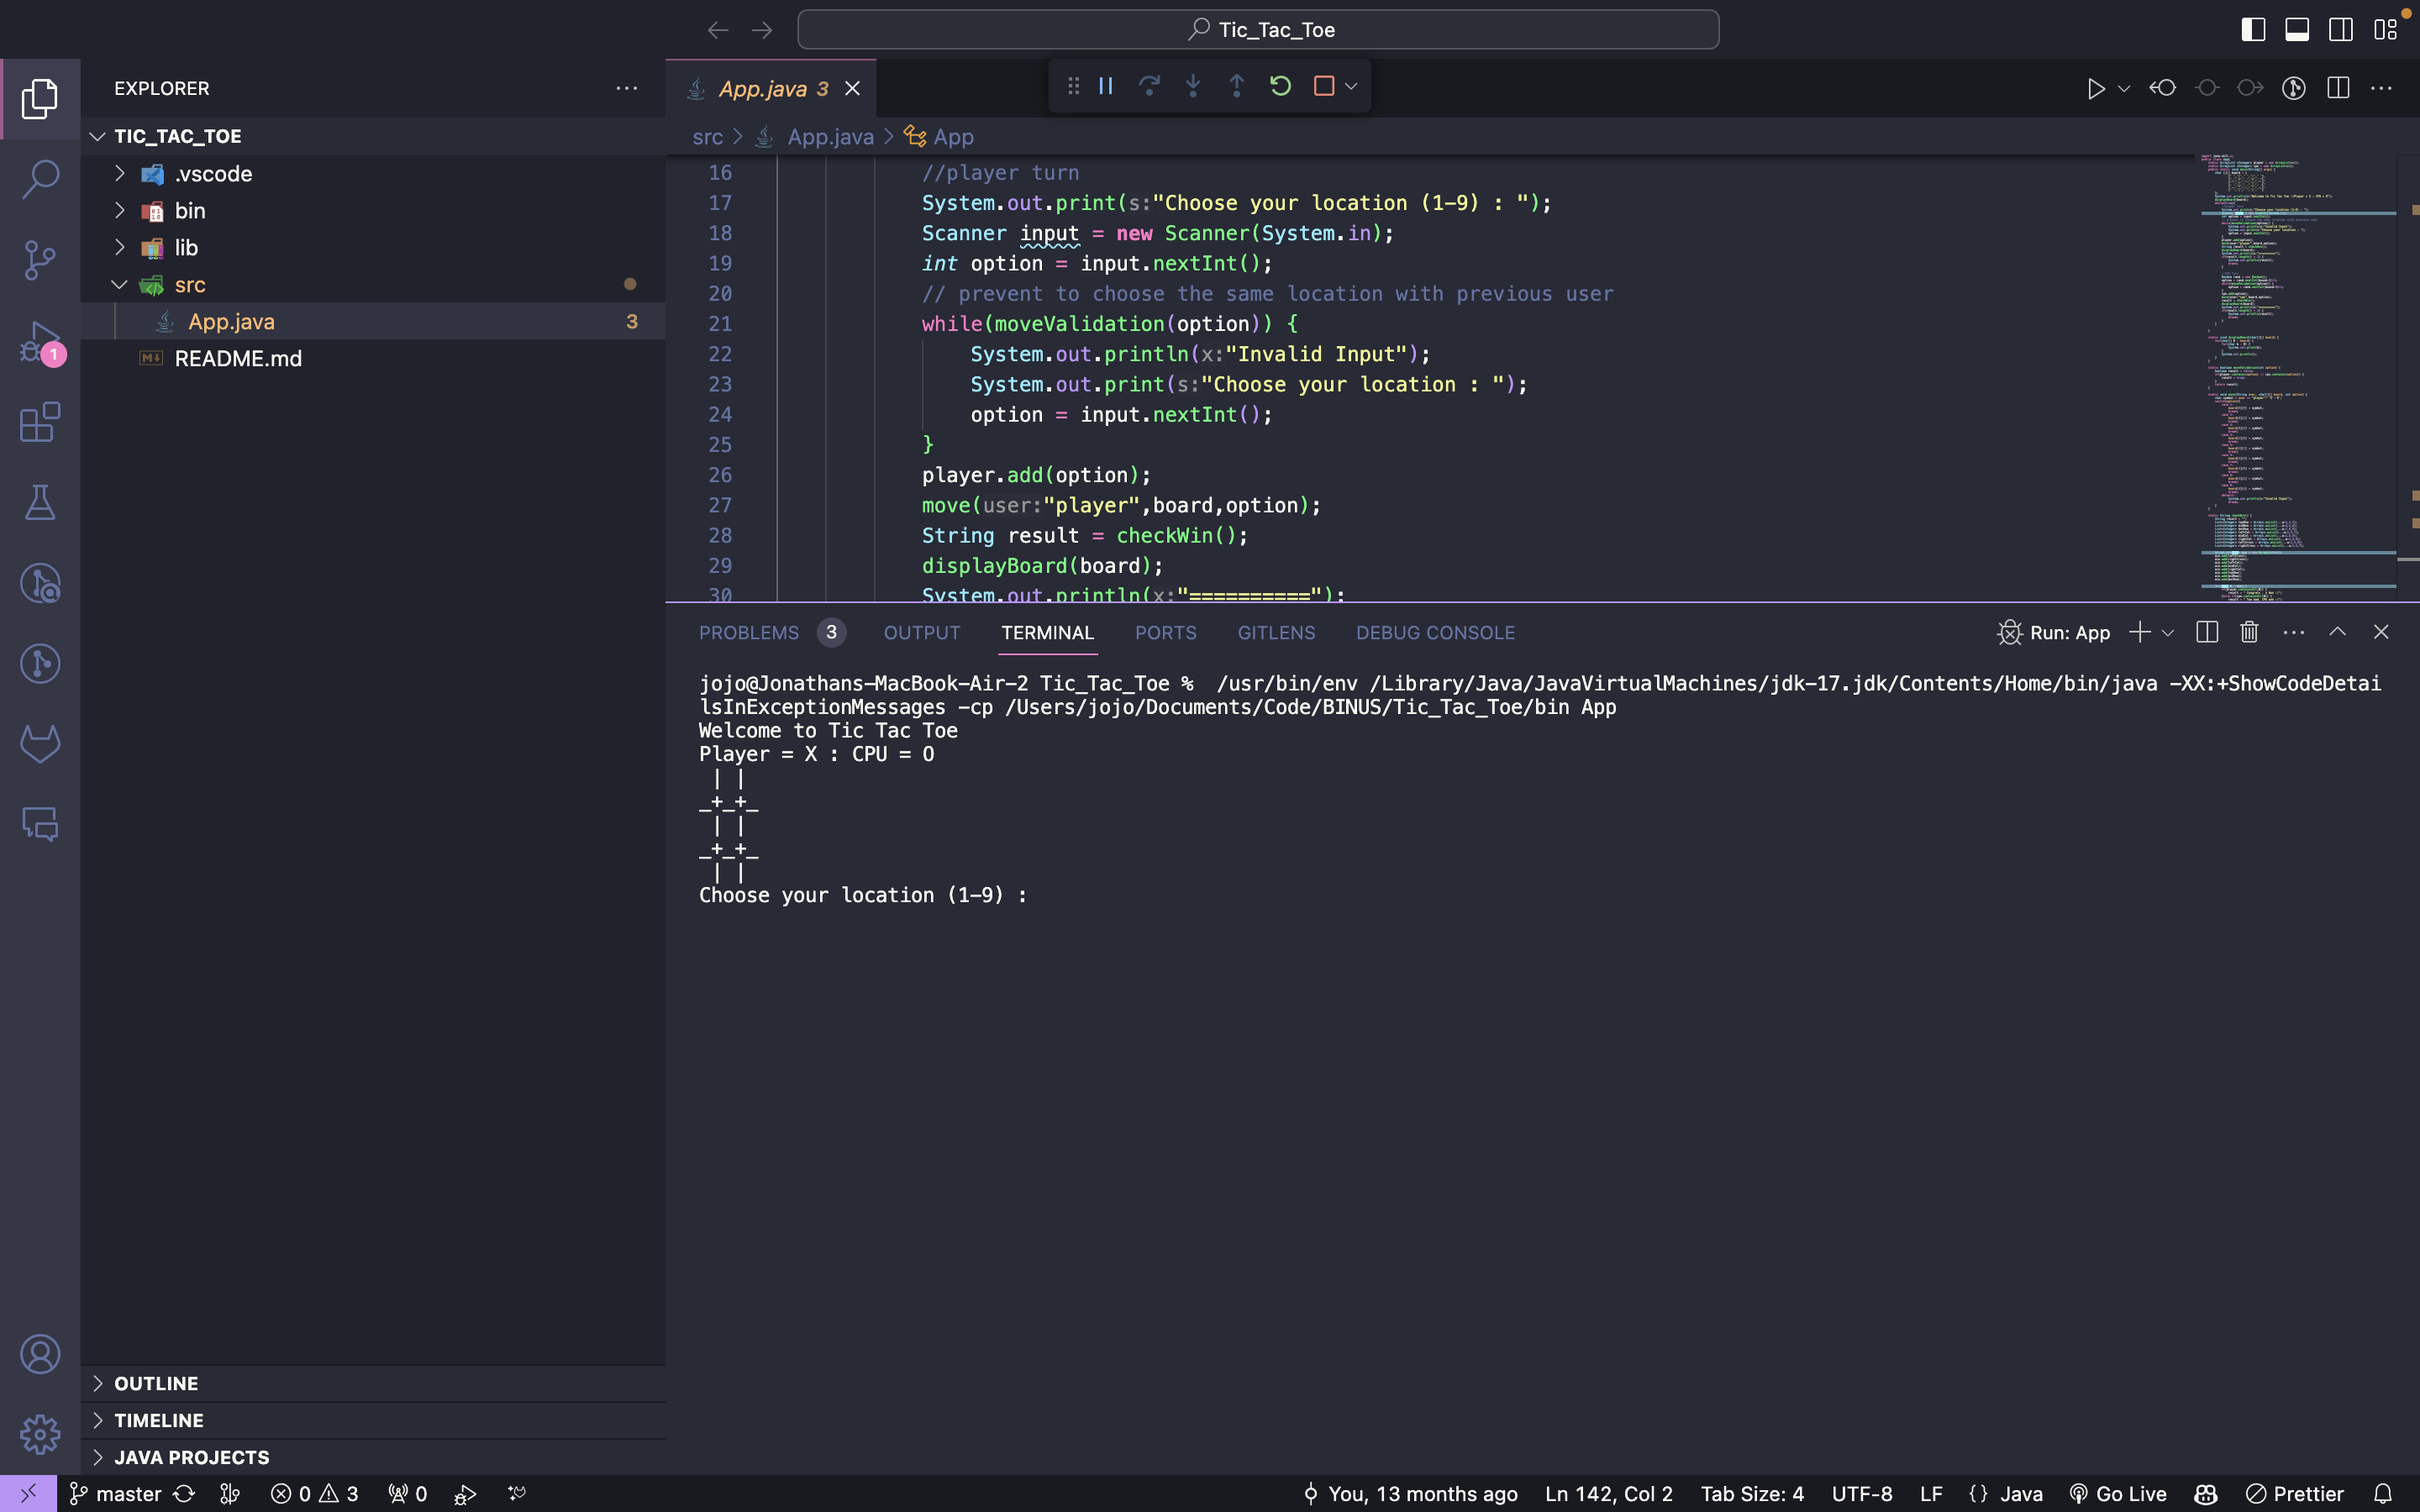 Tic_Tac_Toe
EXPLORER
TIC_TAC_TOE
.vscode
bin
lib
src
App.java 3
README.md
OUTLINE
TIMELINE
JAVA PROJECTS
1
App.java 3
src > App.java > App
16 //player turn
17 System.out.print(s:"Choose your location (1-9) : ");
18 Scanner input = new Scanner(System.in);
19 int option = input.nextInt();
20 // prevent to choose the same location with previous user
21 while(moveValidation(option)) {
22 System.out.println(x:"Invalid Input");
23 System.out.print(s:"Choose your location : ");
24 option = input.nextInt();
25 }
26 player.add(option);
27 move(user:"player",board,option);
28 String result = checkWin();
29 displayBoard(board);
30 System.out.println(x:"==========");
PROBLEMS 3 OUTPUT TERMINAL PORTS GITLENS DEBUG CONSOLE Run: App
jojo@Jonathans-MacBook-Air-2 Tic_Tac_Toe %  /usr/bin/env /Library/Java/JavaVirtualMachines/jdk-17.jdk/Contents/Home/bin/java -XX:+ShowCodeDetai
lsInExceptionMessages -cp /Users/jojo/Documents/Code/BINUS/Tic_Tac_Toe/bin App
Welcome to Tic Tac Toe
Player = X : CPU = O
 | |
_+_+_
 | |
_+_+_
 | |
Choose your location (1-9) :
master 0 3 0 You, 13 months ago Ln 142, Col 2 Tab Size: 4 UTF-8 LF {} Java Go Live Prettier